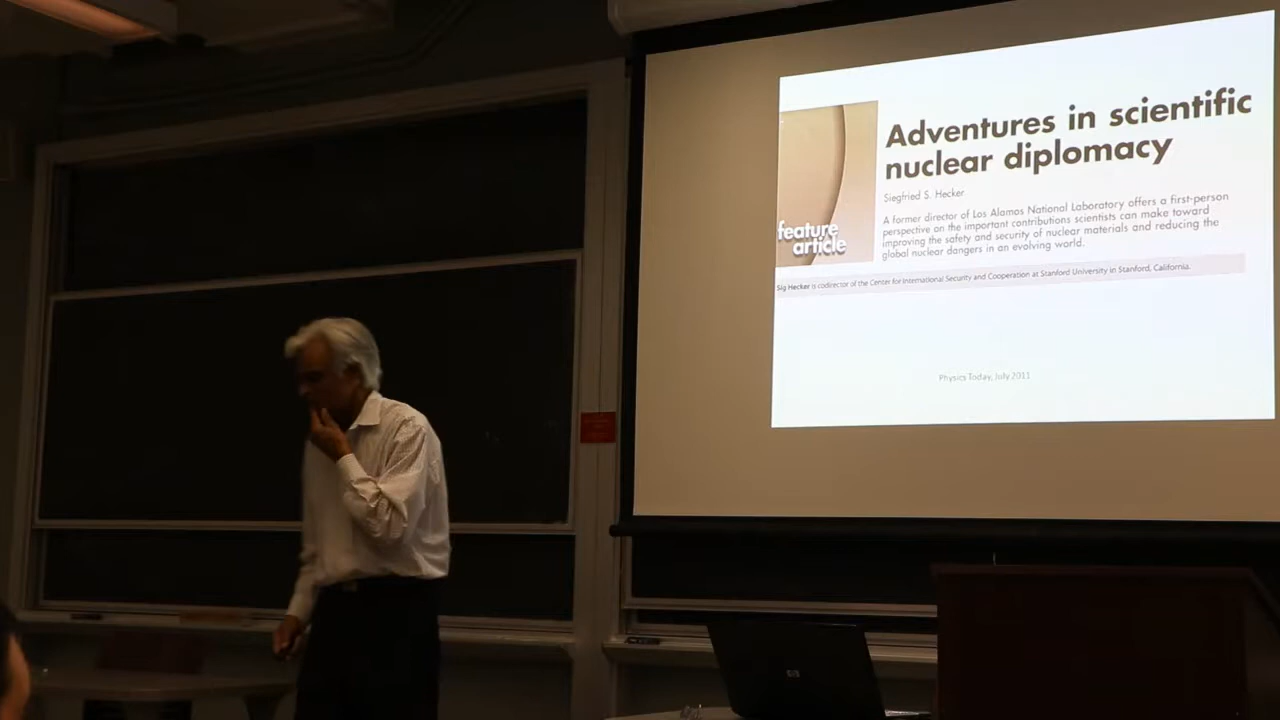 Adventures in scientific
nuclear diplomacy
Siegfried S. Hecker
A former director of Los Alamos National Laboratory offers a first-person
perspective on the important contributions scientists can make toward
improving the safety and security of nuclear materials and reducing the
global nuclear dangers in an evolving world.
feature
article
Sig Hecker is codirector of the Center for International Security and Cooperation at Stanford University in Stanford, California.
Physics Today, July 2011
hp